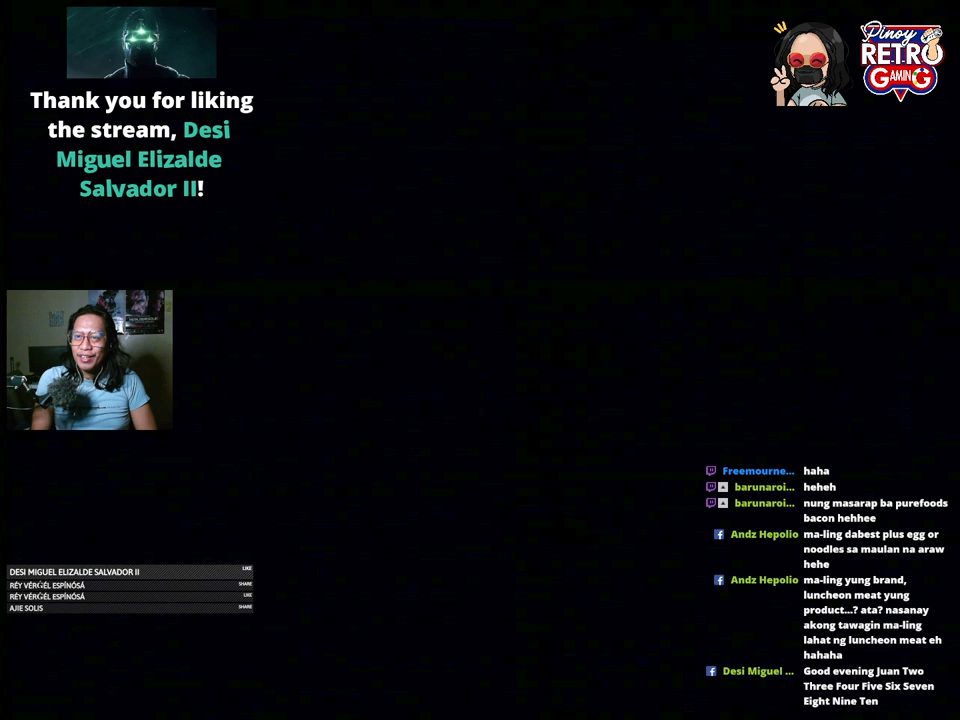 Thank you for liking
the stream, Desi
Miguel Elizalde
Salvador II!
Pinoy
RETRO
GAMING
Freemourne... haha
barunaroi... heheh
barunaroi... nung masarap ba purefoods
bacon hehhee
Andz Hepolio ma-ling dabest plus egg or
noodles sa maulan na araw
hehe
Andz Hepolio ma-ling yung brand,
luncheon meat yung
product...? ata? nasanay
akong tawagin ma-ling
lahat ng luncheon meat eh
hahaha
Desi Miguel ... Good evening Juan Two
Three Four Five Six Seven
Eight Nine Ten
DESI MIGUEL ELIZALDE SALVADOR II LIKE
RÉY VÉRGÉL ESPÍNÓSÁ SHARE
RÉY VÉRGÉL ESPÍNÓSÁ LIKE
AJIE SOLIS SHARE